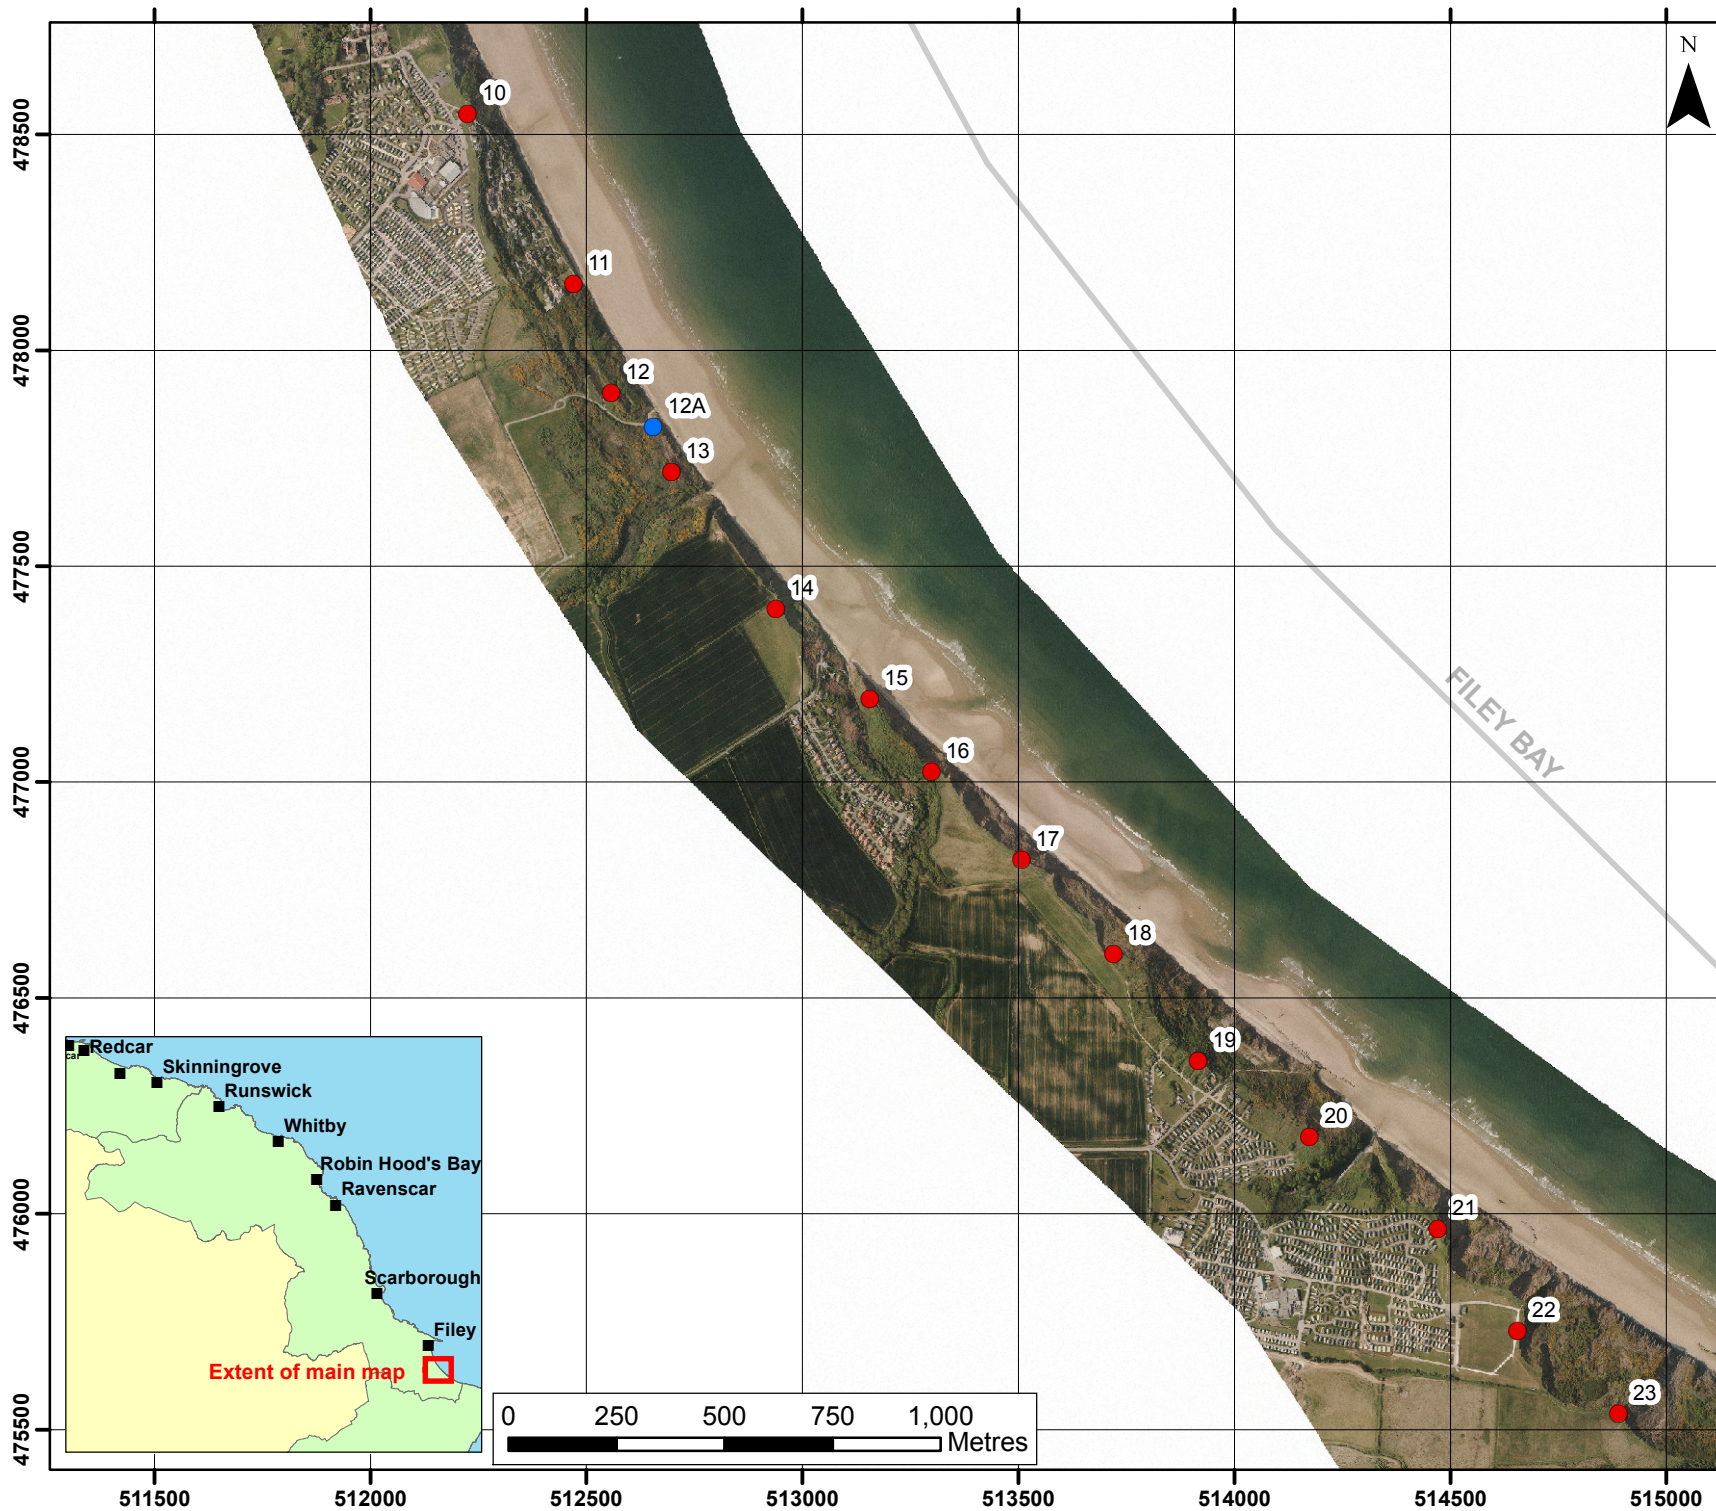 N
10
11
12
12A
13
14
15
16
17
18
19
20
21
22
23
FILEY BAY
478500
478000
477500
477000
476500
476000
475500
511500
512000
512500
513000
513500
514000
514500
515000
car
Redcar
Skinningrove
Runswick
Whitby
Robin Hood's Bay
Ravenscar
Scarborough
Filey
Extent of main map
0 250 500 750 1,000
Metres